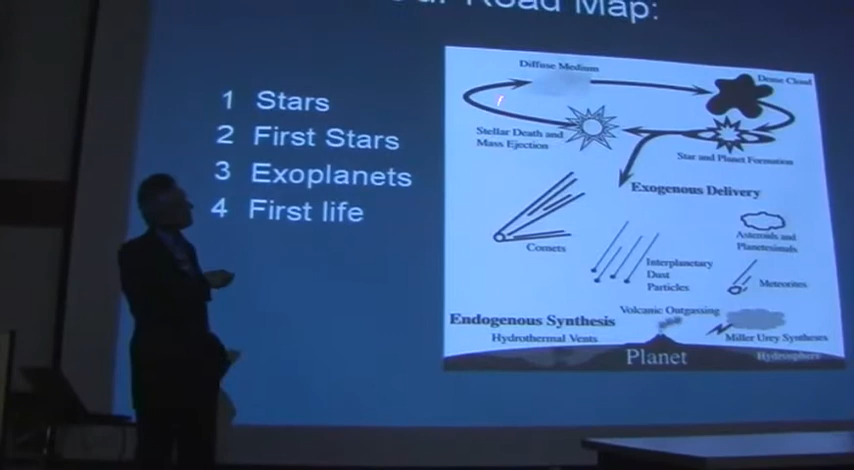 Road Map:
1 Stars
2 First Stars
3 Exoplanets
4 First life
Diffuse Medium
Dense Cloud
Stellar Death and
Mass Ejection
Star and Planet Formation
Exogenous Delivery
Comets
Asteroids and
Planetesimals
Interplanetary
Dust
Particles
Meteorites
Volcanic Outgassing
Endogenous Synthesis
Hydrothermal Vents
Miller Urey Syntheses
Planet
Hydrosphere